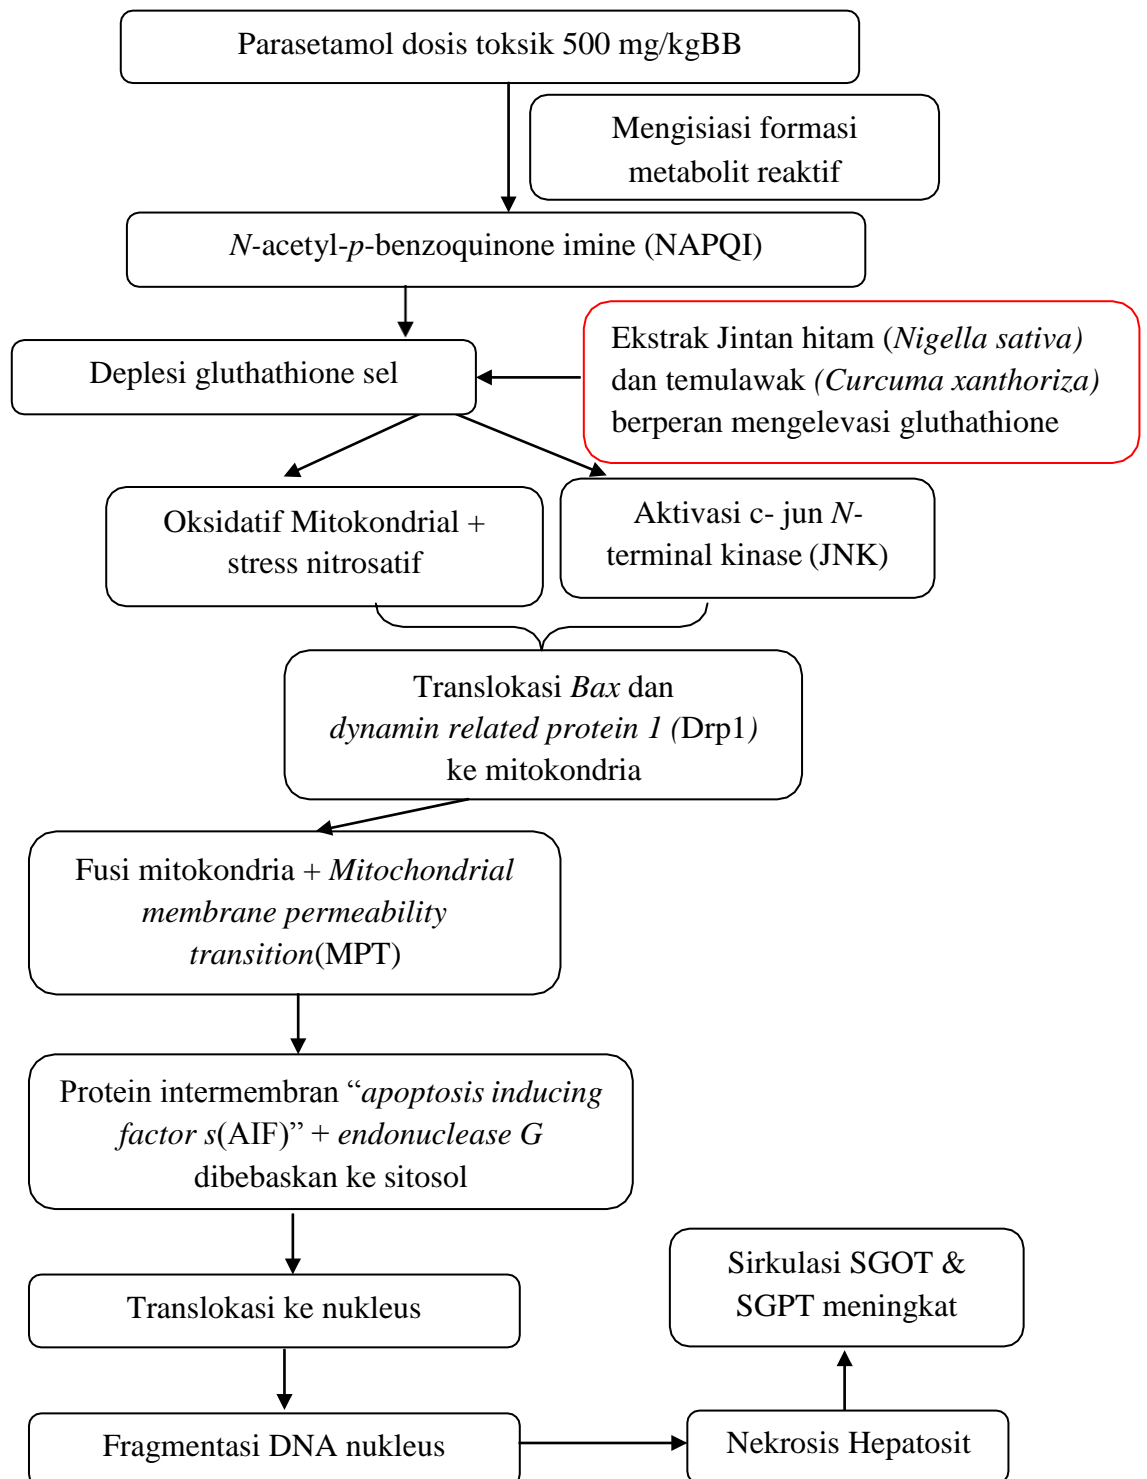 Parasetamol dosis toksik 500 mg/kgBB
Mengisiasi formasi
metabolit reaktif
N-acetyl-p-benzoquinone imine (NAPQI)
Ekstrak Jintan hitam (Nigella sativa)
dan temulawak (Curcuma xanthoriza)
berperan mengelevasi gluthathione
Deplesi gluthathione sel
Oksidatif Mitokondrial +
stress nitrosatif
Aktivasi c- jun N-
terminal kinase (JNK)
Translokasi Bax dan
dynamin related protein 1 (Drp1)
ke mitokondria
Fusi mitokondria + Mitochondrial
membrane permeability
transition(MPT)
Protein intermembran “apoptosis inducing
factor s(AIF)” + endonuclease G
dibebaskan ke sitosol
Translokasi ke nukleus
Fragmentasi DNA nukleus
Nekrosis Hepatosit
Sirkulasi SGOT &
SGPT meningkat